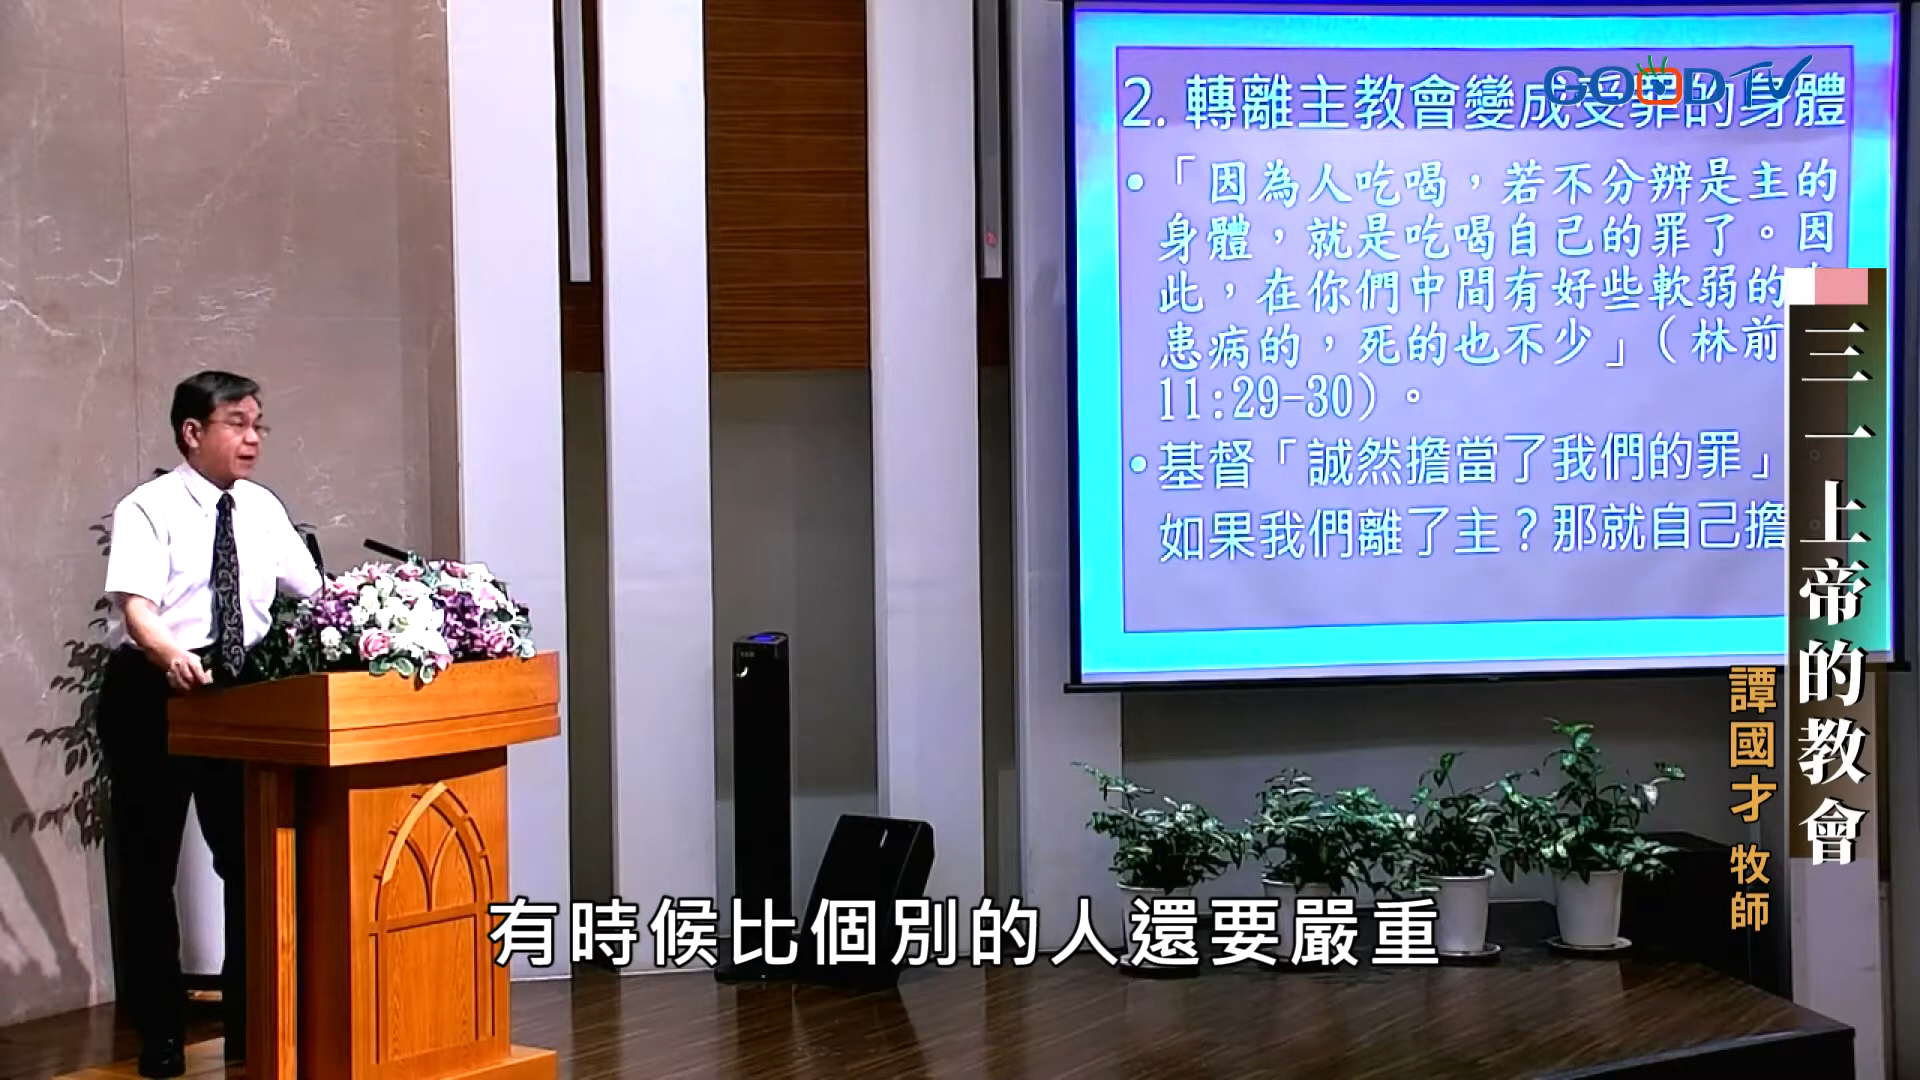 GOOD TV
2. 轉離主教會變成受罪的身體
•「因為人吃喝，若不分辨是主的
身體，就是吃喝自己的罪了。因
此，在你們中間有好些軟弱的
患病的，死的也不少」（林前
11:29-30）。
•基督「誠然擔當了我們的罪」。
如果我們離了主？那就自己擔
三一上帝的教會
譚國才 牧師
有時候比個別的人還要嚴重